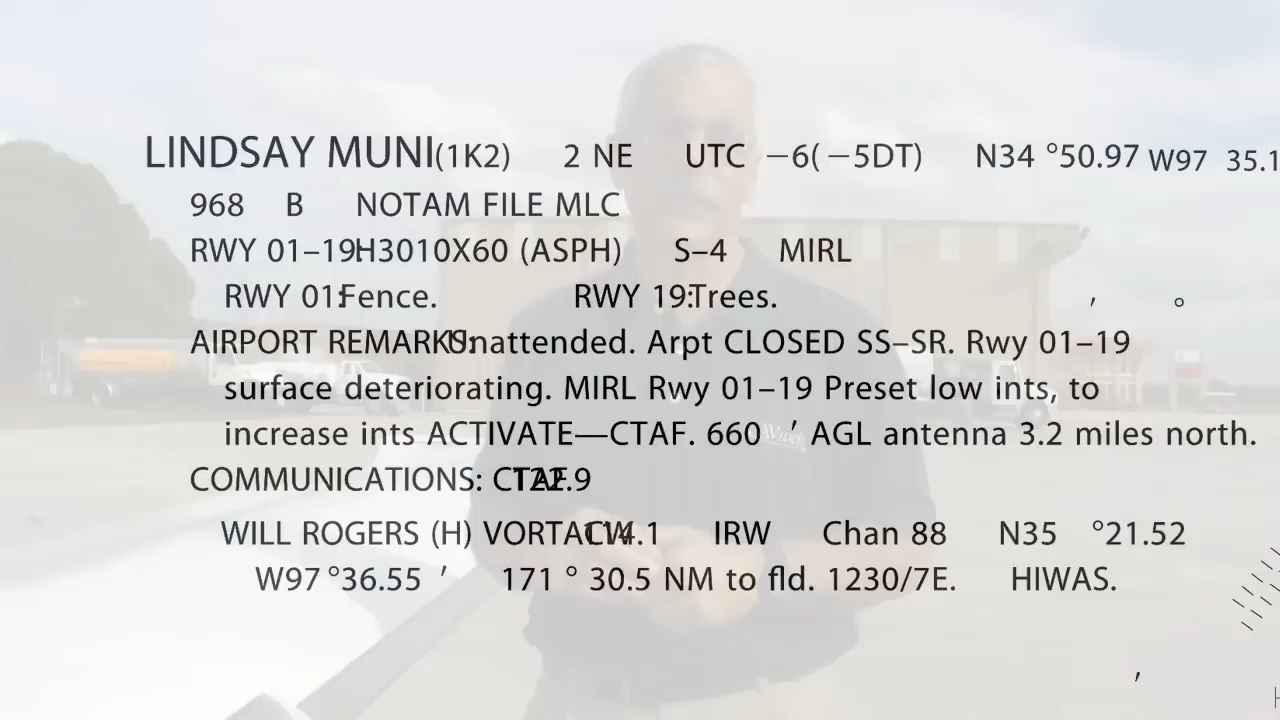 LINDSAY MUNI (1K2) 2 NE UTC −6(−5DT) N34 °50.97 W97 35.1
968 B NOTAM FILE MLC
RWY 01–19: H3010X60 (ASPH) S–4 MIRL
RWY 01: Fence. RWY 19: Trees. ′ °
AIRPORT REMARKS: Unattended. Arpt CLOSED SS–SR. Rwy 01–19
surface deteriorating. MIRL Rwy 01–19 Preset low ints, to
increase ints ACTIVATE—CTAF. 660 ′ AGL antenna 3.2 miles north.
COMMUNICATIONS: CTAF 122.9
WILL ROGERS (H) VORTACW 114.1 IRW Chan 88 N35 °21.52
W97 °36.55 ′ 171 ° 30.5 NM to fld. 1230/7E. HIWAS.
′
H